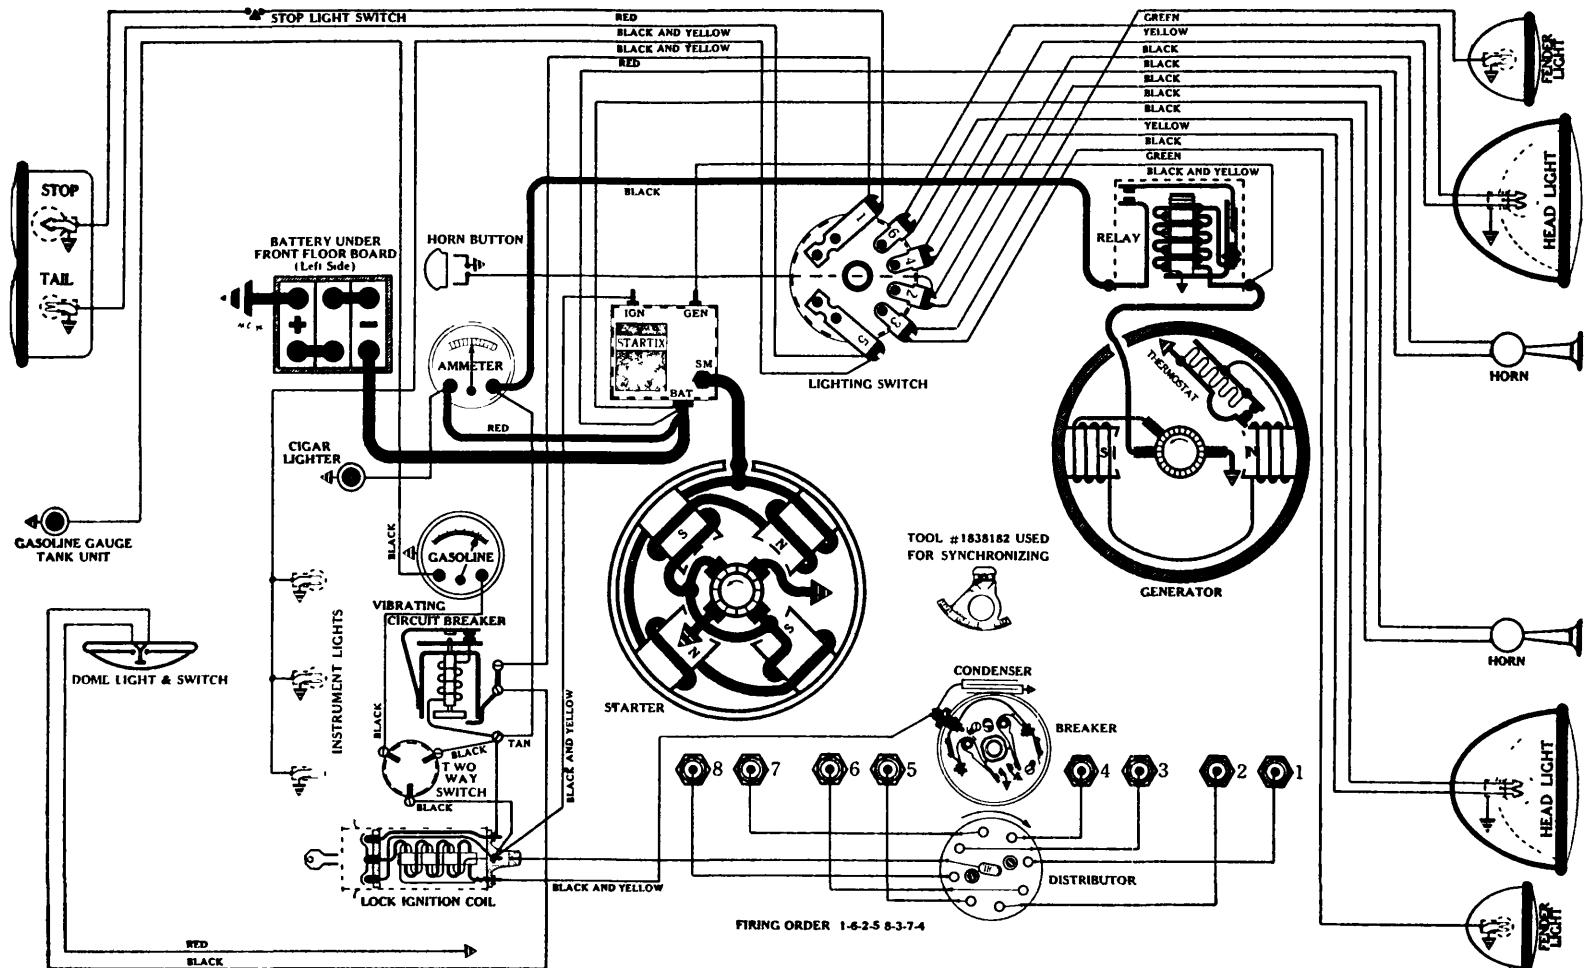 STOP LIGHT SWITCH
RED
BLACK AND YELLOW
BLACK AND YELLOW
RED
GREEN
YELLOW
BLACK
BLACK
BLACK
BLACK
BLACK
YELLOW
BLACK
GREEN
BLACK AND YELLOW
FENDER
LIGHT
HEAD LIGHT
STOP
TAIL
BATTERY UNDER
FRONT FLOOR BOARD
(Left Side)
+
−
HORN BUTTON
BLACK
IGN
GEN
STARTIX
SM
BAT
AMMETER
RED
1
6
4
2
3
5
LIGHTING SWITCH
RELAY
THERMOSTAT
S
N
GENERATOR
HORN
CIGAR
LIGHTER
GASOLINE GAUGE
TANK UNIT
BLACK
GASOLINE
VIBRATING
CIRCUIT BREAKER
S
N
N
S
STARTER
TOOL #1838182 USED
FOR SYNCHRONIZING
HORN
DOME LIGHT & SWITCH
INSTRUMENT LIGHTS
BLACK
TAN
BLACK
TWO
WAY
SWITCH
BLACK
BLACK AND YELLOW
CONDENSER
BREAKER
8
7
6
5
4
3
2
1
HEAD LIGHT
LOCK IGNITION COIL
BLACK AND YELLOW
DISTRIBUTOR
FIRING ORDER 1-6-2-5 8-3-7-4
FENDER
LIGHT
RED
BLACK